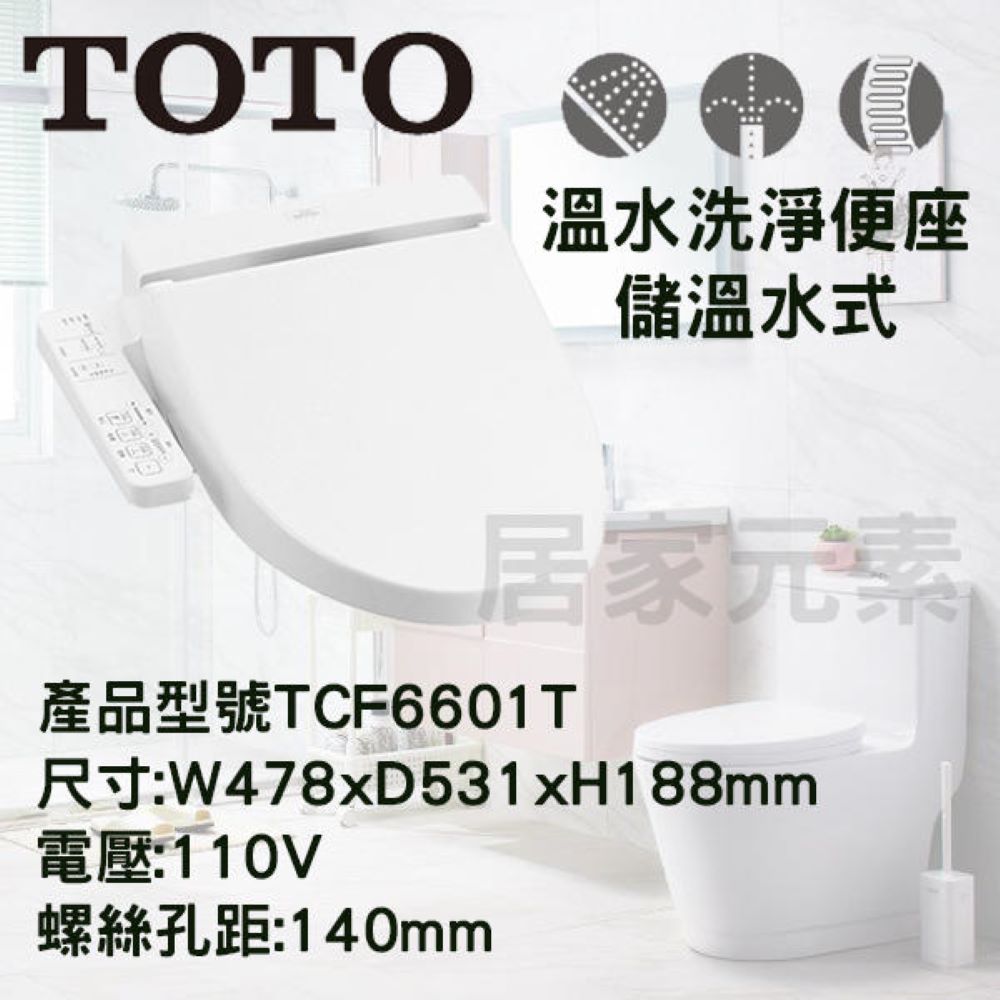 TOTO
溫水洗淨便座
儲溫水式
居家元素
產品型號TCF6601T
尺寸:W478xD531xH188mm
電壓:110V
螺絲孔距:140mm